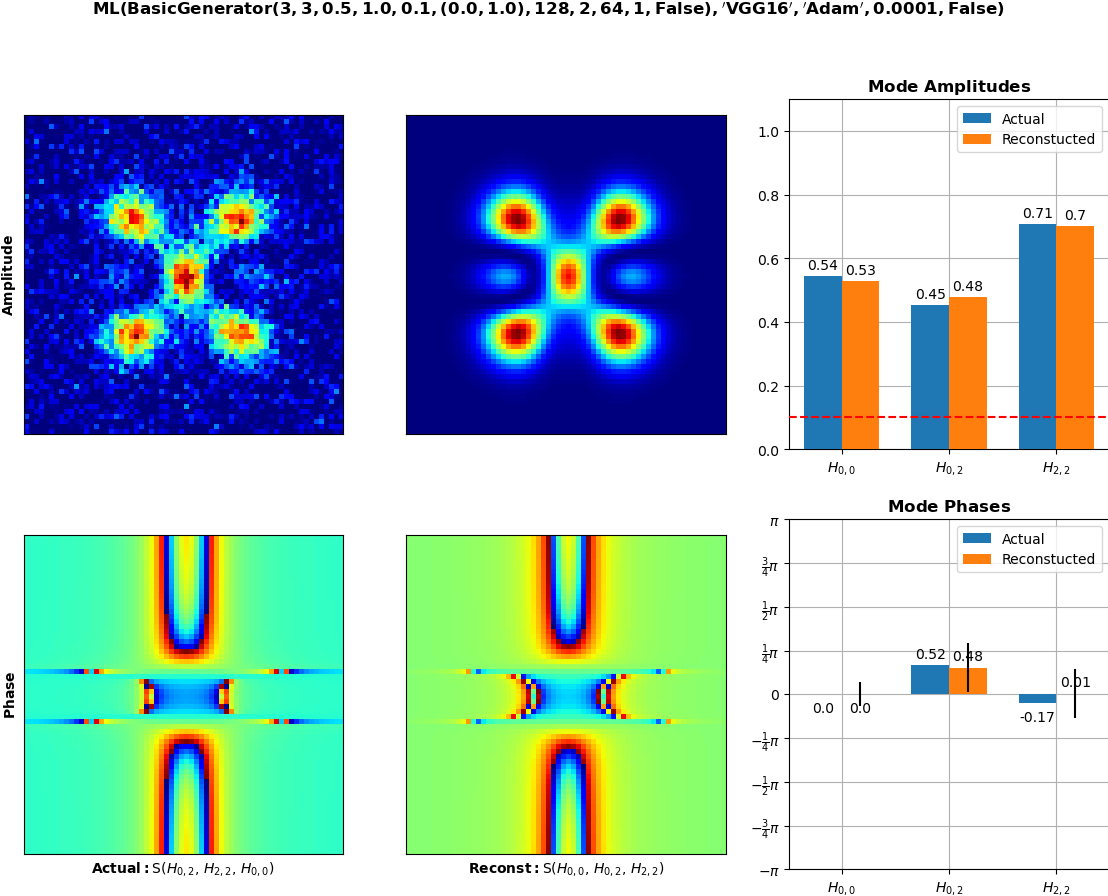 ML(BasicGenerator(3, 3, 0.5, 1.0, 0.1, (0.0, 1.0), 128, 2, 64, 1, False), ′VGG16′, ′Adam′, 0.0001, False)
Amplitude
Mode Amplitudes
Actual
Reconstucted
1.0
0.8
0.6
0.4
0.2
0.0
0.54
0.53
0.45
0.48
0.71
0.7
H0,0
H0,2
H2,2
Phase
Actual: S(H0,2, H2,2, H0,0)
Reconst: S(H0,0, H0,2, H2,2)
Mode Phases
Actual
Reconstucted
π
3/4π
1/2π
1/4π
0
−1/4π
−1/2π
−3/4π
−π
0.0
0.0
0.52
0.48
-0.17
0.01
H0,0
H0,2
H2,2